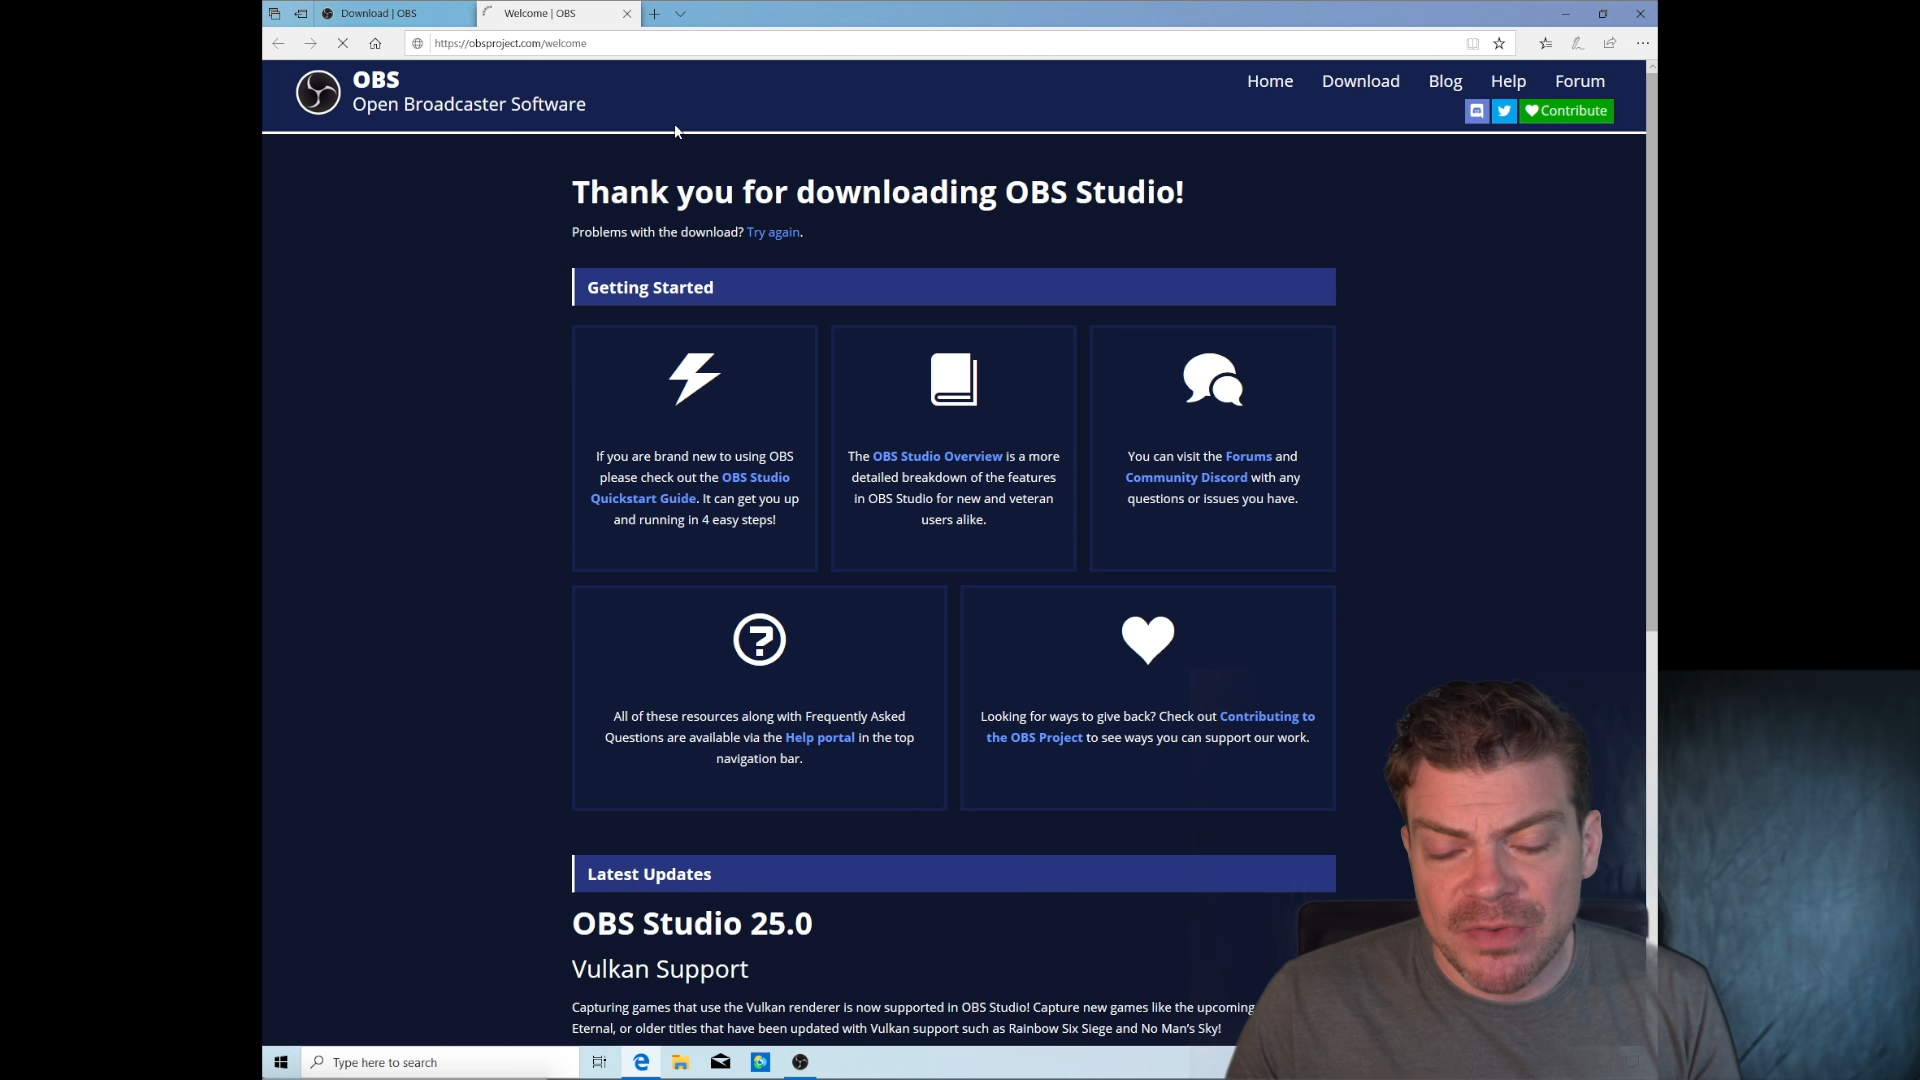 Download | OBS
Welcome | OBS
https://obsproject.com/welcome
OBS
Open Broadcaster Software
Home
Download
Blog
Help
Forum
Contribute
Thank you for downloading OBS Studio!
Problems with the download? Try again.
Getting Started
If you are brand new to using OBS
please check out the OBS Studio
Quickstart Guide. It can get you up
and running in 4 easy steps!
The OBS Studio Overview is a more
detailed breakdown of the features
in OBS Studio for new and veteran
users alike.
You can visit the Forums and
Community Discord with any
questions or issues you have.
All of these resources along with Frequently Asked
Questions are available via the Help portal in the top
navigation bar.
Looking for ways to give back? Check out Contributing to
the OBS Project to see ways you can support our work.
Latest Updates
OBS Studio 25.0
Vulkan Support
Capturing games that use the Vulkan renderer is now supported in OBS Studio! Capture new games like the upcoming
Eternal, or older titles that have been updated with Vulkan support such as Rainbow Six Siege and No Man's Sky!
Type here to search